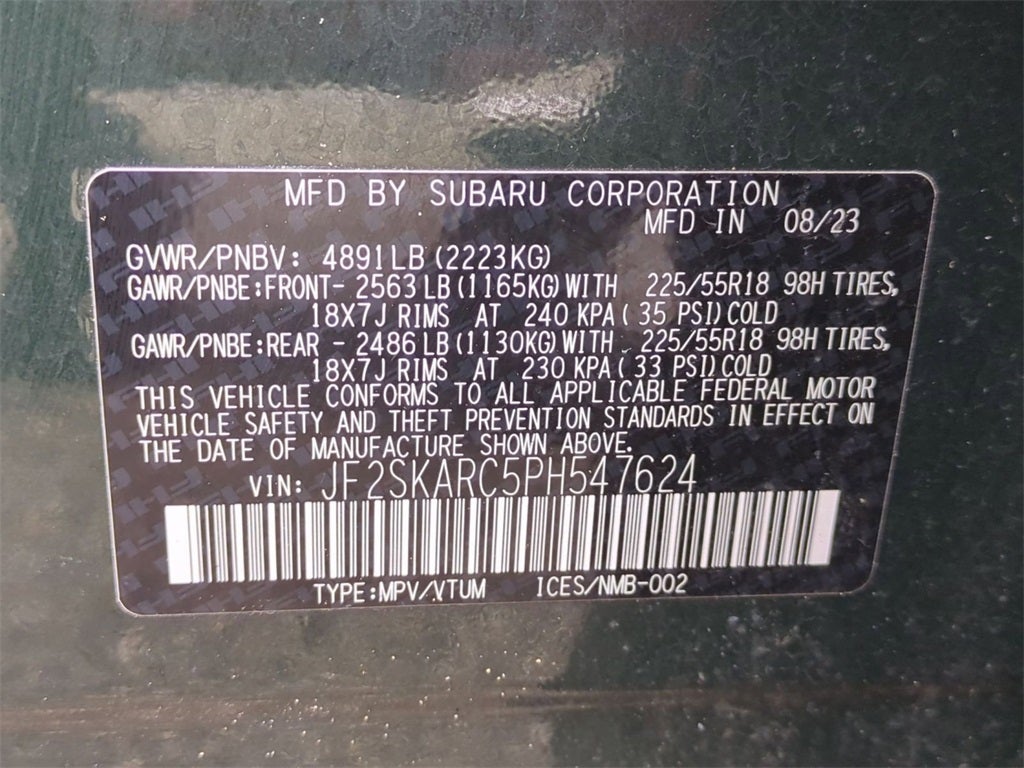 MFD BY SUBARU CORPORATION
MFD IN 08/23
GVWR/PNBV: 4891LB (2223KG)
GAWR/PNBE:FRONT- 2563 LB (1165KG) WITH 225/55R18 98H TIRES,
18X7J RIMS AT 240 KPA ( 35 PSI) COLD
GAWR/PNBE:REAR - 2486 LB (1130KG) WITH 225/55R18 98H TIRES,
18X7J RIMS AT 230 KPA ( 33 PSI) COLD
THIS VEHICLE CONFORMS TO ALL APPLICABLE FEDERAL MOTOR
VEHICLE SAFETY AND THEFT PREVENTION STANDARDS IN EFFECT ON
THE DATE OF MANUFACTURE SHOWN ABOVE.
VIN: JF2SKARC5PH547624
TYPE:MPV/VTUM ICES/NMB-002